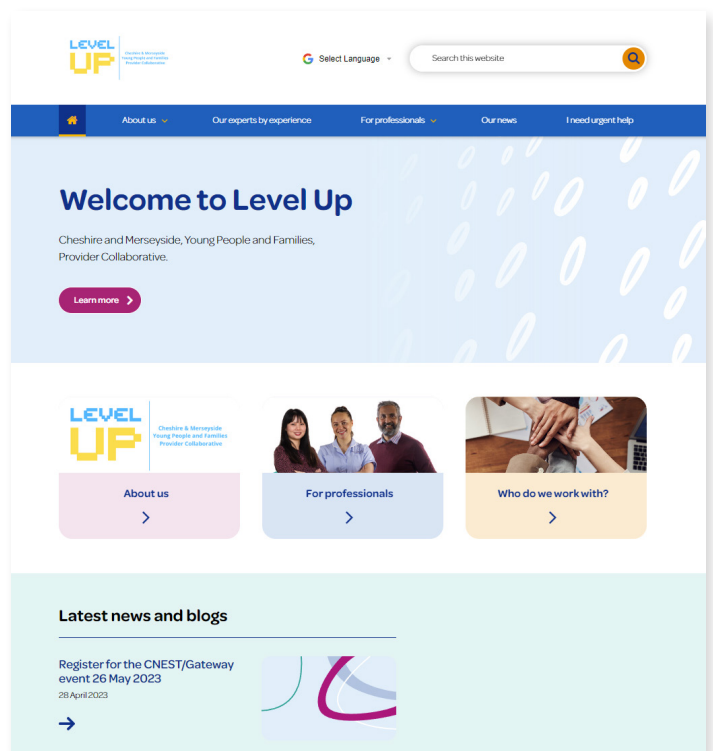 LEVEL
UP
Cheshire & Merseyside
Young People and Families
Provider Collaborative
Select Language
Search this website
About us
Our experts by experience
For professionals
Our news
I need urgent help
Welcome to Level Up
Cheshire and Merseyside, Young People and Families,
Provider Collaborative.
Learn more
LEVEL
UP
Cheshire & Merseyside
Young People and Families
Provider Collaborative
About us
For professionals
Who do we work with?
Latest news and blogs
Register for the CNEST/Gateway
event 26 May 2023
28 April 2023